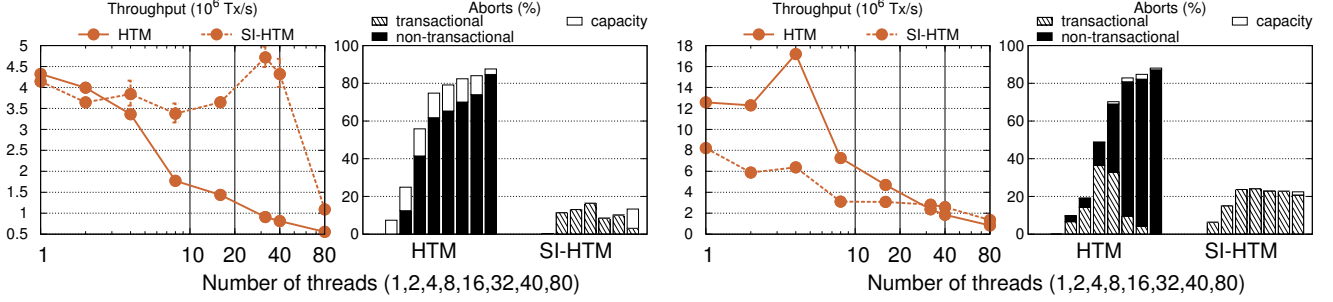 Throughput (10⁶ Tx/s)
HTM SI-HTM
5
4.5
4
3.5
3
2.5
2
1.5
1
0.5
1 10 20 40 80
Aborts (%)
transactional capacity
non-transactional
100
80
60
40
20
0
HTM SI-HTM
Throughput (10⁶ Tx/s)
HTM SI-HTM
18
16
14
12
10
8
6
4
2
0
1 10 20 40 80
Aborts (%)
transactional capacity
non-transactional
100
80
60
40
20
0
HTM SI-HTM
Number of threads (1,2,4,8,16,32,40,80)
Number of threads (1,2,4,8,16,32,40,80)